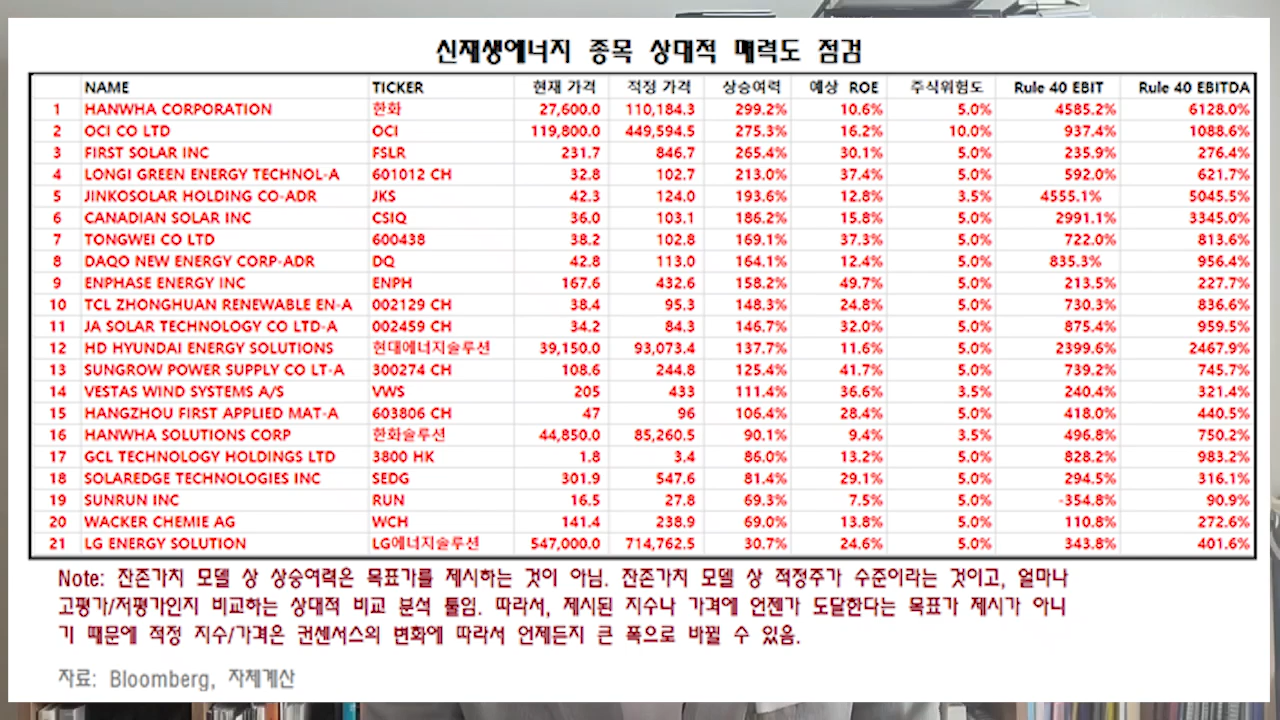 신재생에너지 종목 상대적 매력도 점검
NAME TICKER 현재 가격 적정 가격 상승여력 예상 ROE 주식위험도 Rule 40 EBIT Rule 40 EBITDA
1 HANWHA CORPORATION 한화 27,600.0 110,184.3 299.2% 10.6% 5.0% 4585.2% 6128.0%
2 OCI CO LTD OCI 119,800.0 449,594.5 275.3% 16.2% 10.0% 937.4% 1088.6%
3 FIRST SOLAR INC FSLR 231.7 846.7 265.4% 30.1% 5.0% 235.9% 276.4%
4 LONGI GREEN ENERGY TECHNOL-A 601012 CH 32.8 102.7 213.0% 37.4% 5.0% 592.0% 621.7%
5 JINKOSOLAR HOLDING CO-ADR JKS 42.3 124.0 193.6% 12.8% 3.5% 4555.1% 5045.5%
6 CANADIAN SOLAR INC CSIQ 36.0 103.1 186.2% 15.8% 5.0% 2991.1% 3345.0%
7 TONGWEI CO LTD 600438 38.2 102.8 169.1% 37.3% 5.0% 722.0% 813.6%
8 DAQO NEW ENERGY CORP-ADR DQ 42.8 113.0 164.1% 12.4% 5.0% 835.3% 956.4%
9 ENPHASE ENERGY INC ENPH 167.6 432.6 158.2% 49.7% 5.0% 213.5% 227.7%
10 TCL ZHONGHUAN RENEWABLE EN-A 002129 CH 38.4 95.3 148.3% 24.8% 5.0% 730.3% 836.6%
11 JA SOLAR TECHNOLOGY CO LTD-A 002459 CH 34.2 84.3 146.7% 32.0% 5.0% 875.4% 959.5%
12 HD HYUNDAI ENERGY SOLUTIONS 현대에너지솔루션 39,150.0 93,073.4 137.7% 11.6% 5.0% 2399.6% 2467.9%
13 SUNGROW POWER SUPPLY CO LT-A 300274 CH 108.6 244.8 125.4% 41.7% 5.0% 739.2% 745.7%
14 VESTAS WIND SYSTEMS A/S VWS 205 433 111.4% 36.6% 3.5% 240.4% 321.4%
15 HANGZHOU FIRST APPLIED MAT-A 603806 CH 47 96 106.4% 28.4% 5.0% 418.0% 440.5%
16 HANWHA SOLUTIONS CORP 한화솔루션 44,850.0 85,260.5 90.1% 9.4% 3.5% 496.8% 750.2%
17 GCL TECHNOLOGY HOLDINGS LTD 3800 HK 1.8 3.4 86.0% 13.2% 5.0% 828.2% 983.2%
18 SOLAREDGE TECHNOLOGIES INC SEDG 301.9 547.6 81.4% 29.1% 5.0% 294.5% 316.1%
19 SUNRUN INC RUN 16.5 27.8 69.3% 7.5% 5.0% -354.8% 90.9%
20 WACKER CHEMIE AG WCH 141.4 238.9 69.0% 13.8% 5.0% 110.8% 272.6%
21 LG ENERGY SOLUTION LG에너지솔루션 547,000.0 714,762.5 30.7% 24.6% 5.0% 343.8% 401.6%
Note: 잔존가치 모델 상 상승여력은 목표가를 제시하는 것이 아님. 잔존가치 모델 상 적정주가 수준이라는 것이고, 얼마나
고평가/저평가인지 비교하는 상대적 비교 분석 툴임. 따라서, 제시된 지수나 가격에 언젠가 도달한다는 목표가 제시가 아니
기 때문에 적정 지수/가격은 컨센서스의 변화에 따라서 언제든지 큰 폭으로 바뀔 수 있음.
자료: Bloomberg, 자체계산